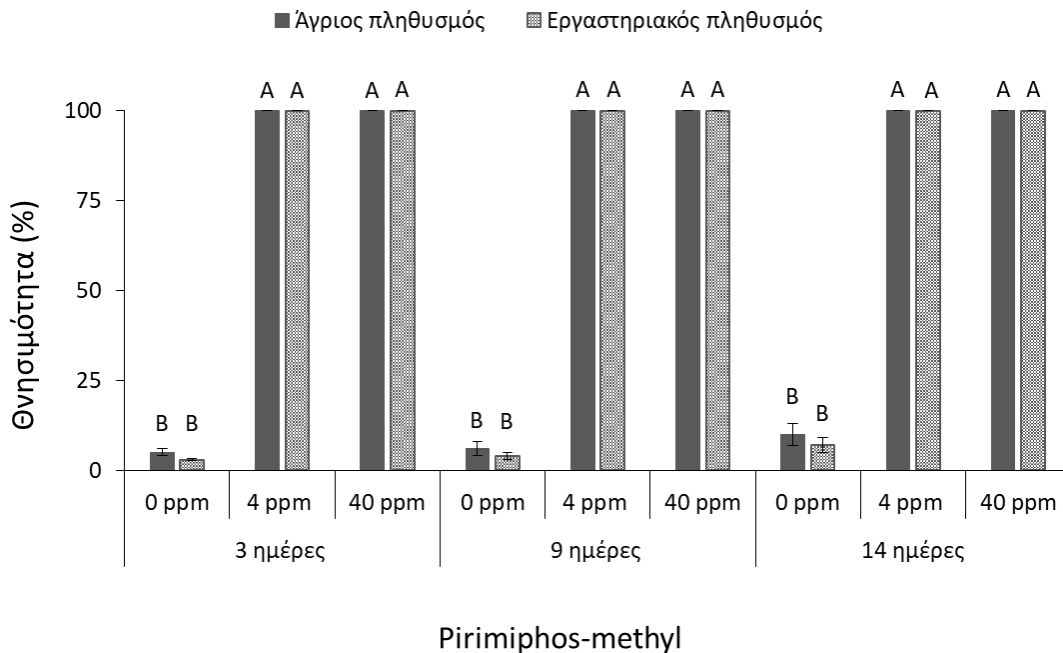 Άγριος πληθυσμός Εργαστηριακός πληθυσμός
A A A A A A A A A A A A
100
75
50
25
0
B B B B B B
Θνησιμότητα (%)
0 ppm 4 ppm 40 ppm 0 ppm 4 ppm 40 ppm 0 ppm 4 ppm 40 ppm
3 ημέρες 9 ημέρες 14 ημέρες
Pirimiphos-methyl